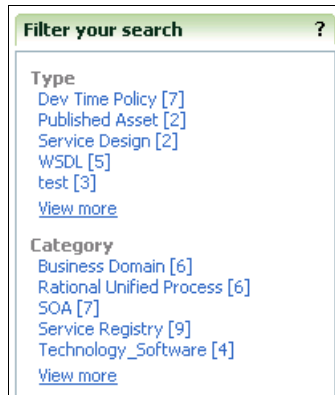 Filter your search ?
Type
Dev Time Policy [7]
Published Asset [2]
Service Design [2]
WSDL [5]
test [3]
View more
Category
Business Domain [6]
Rational Unified Process [6]
SOA [7]
Service Registry [9]
Technology_Software [4]
View more